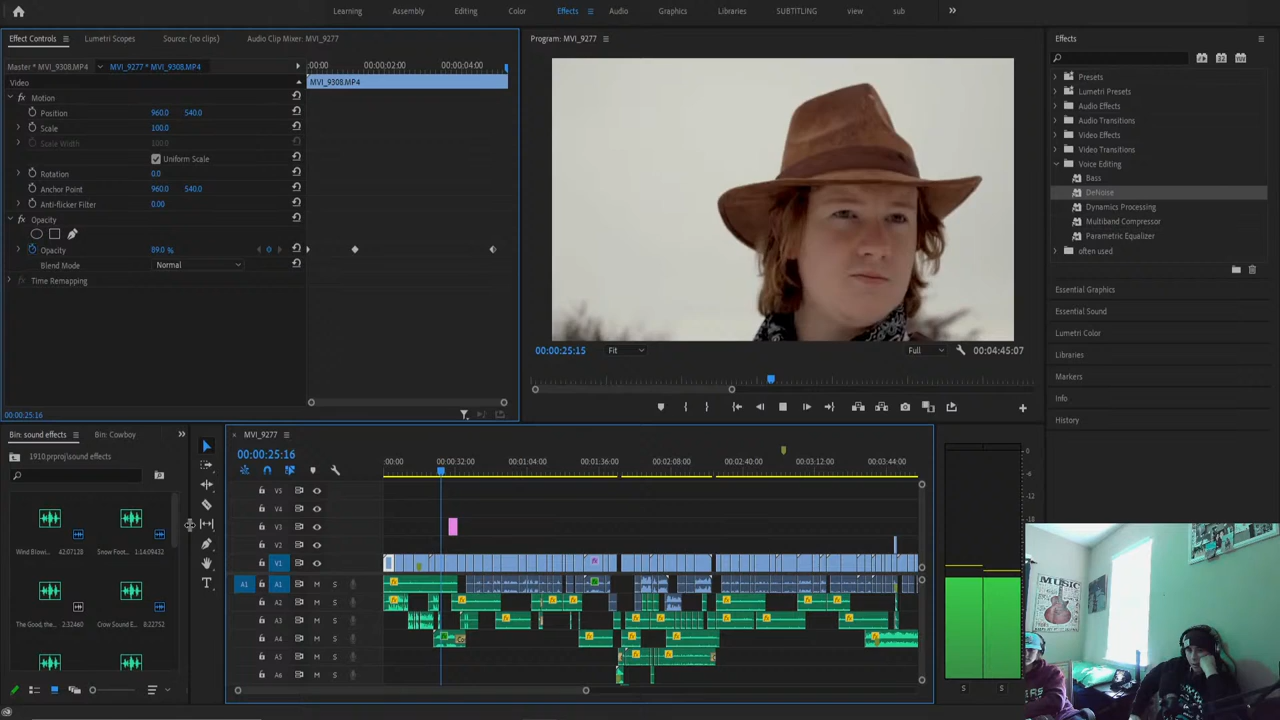 Learning Assembly Editing Color Effects Audio Graphics Libraries SUBTITLING view sub
Effect Controls Lumetri Scopes Source: (no clips) Audio Clip Mixer: MVI_9277
Master * MVI_9308.MP4 MVI_9277 * MVI_9308.MP4 :00:00 00:00:02:00 00:00:04:00
Video MVI_9308.MP4
fx Motion
Position 960.0 540.0
Scale 100.0
Scale Width 100.0
Uniform Scale
Rotation 0.0
Anchor Point 960.0 540.0
Anti-flicker Filter 0.00
fx Opacity
Opacity 89.0 %
Blend Mode Normal
Time Remapping
00:00:25:16
Program: MVI_9277
00:00:25:15 Fit Full 00:04:45:07
Effects
Presets
Lumetri Presets
Audio Effects
Audio Transitions
Video Effects
Video Transitions
Voice Editing
Bass
DeNoise
Dynamics Processing
Multiband Compressor
Parametric Equalizer
often used
Essential Graphics
Essential Sound
Lumetri Color
Libraries
Markers
Info
History
Bin: sound effects Bin: Cowboy
1910.prproj\sound effects
Wind Blowi... 42:07128 Snow Foot... 1:14:09432
The Good, the... 2:32460 Crow Sound E... 8:22752
MVI_9277
00:00:25:16
:00:00 00:00:32:00 00:01:04:00 00:01:36:00 00:02:08:00 00:02:40:00 00:03:12:00 00:03:44:00
V5
V4
V3
V2
V1
A1 A1 M S
A2 M S
A3 M S
A4 M S
A5 M S
A6 M S
0
-6
-12
-18
S S
THIS MACHINE